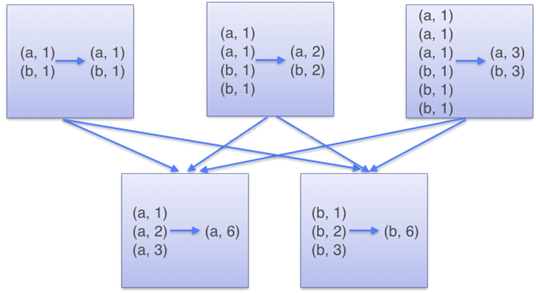 (a, 1) (a, 1)
(b, 1) (b, 1)
(a, 1)
(a, 1) (a, 2)
(b, 1) (b, 2)
(b, 1)
(a, 1)
(a, 1)
(a, 1) (a, 3)
(b, 1) (b, 3)
(b, 1)
(b, 1)
(a, 1)
(a, 2) (a, 6)
(a, 3)
(b, 1)
(b, 2) (b, 6)
(b, 3)